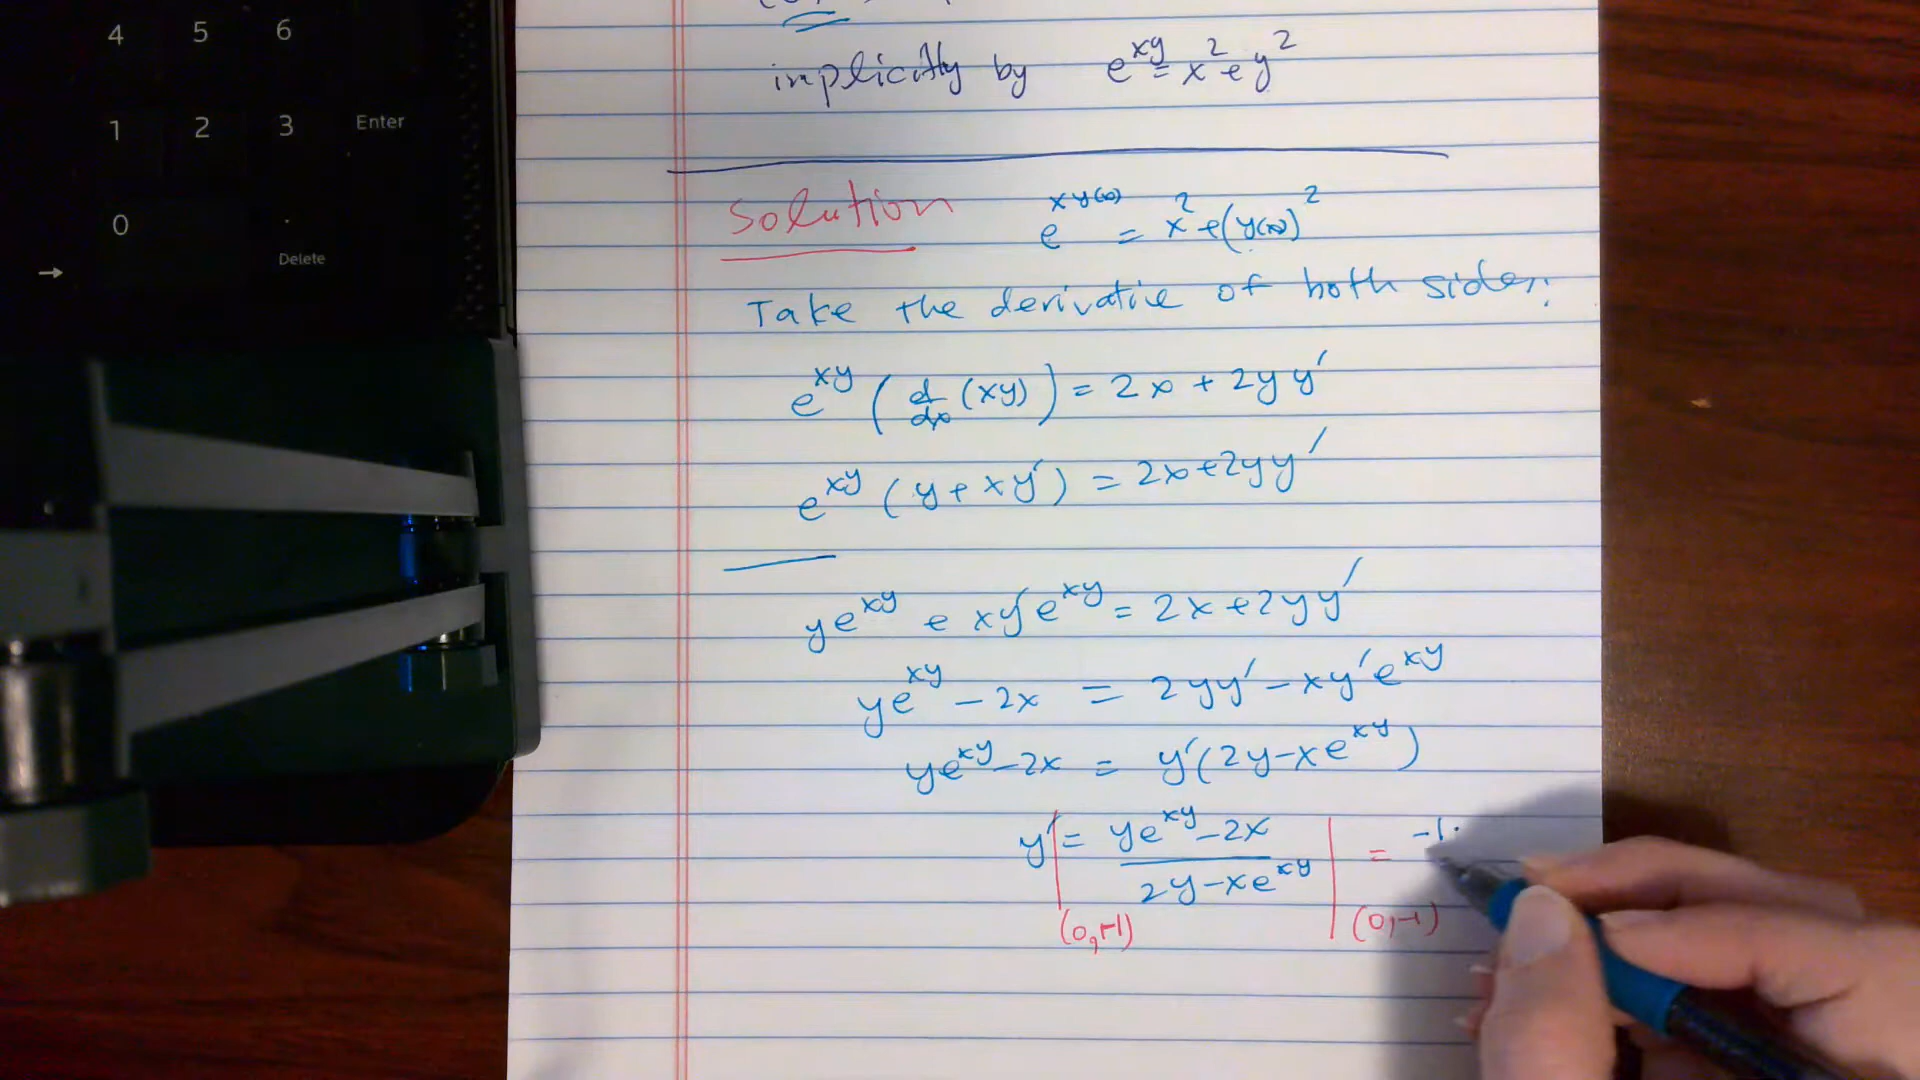 4 5 6
1 2 3 Enter
0 .
Delete
→
implicitly by e^xy = x^2 + y^2
Solution e^xy(x) = x^2 + (y(x))^2
Take the derivative of both sides:
e^xy ( d/dx (xy) ) = 2x + 2y y′
e^xy ( y + xy′ ) = 2x + 2yy′
ye^xy + xy′e^xy = 2x + 2yy′
ye^xy - 2x = 2yy′ - xy′e^xy
ye^xy - 2x = y′(2y - xe^xy)
y′| = ye^xy - 2x / 2y - xe^xy | = -1.
(0,-1) (0,-1)